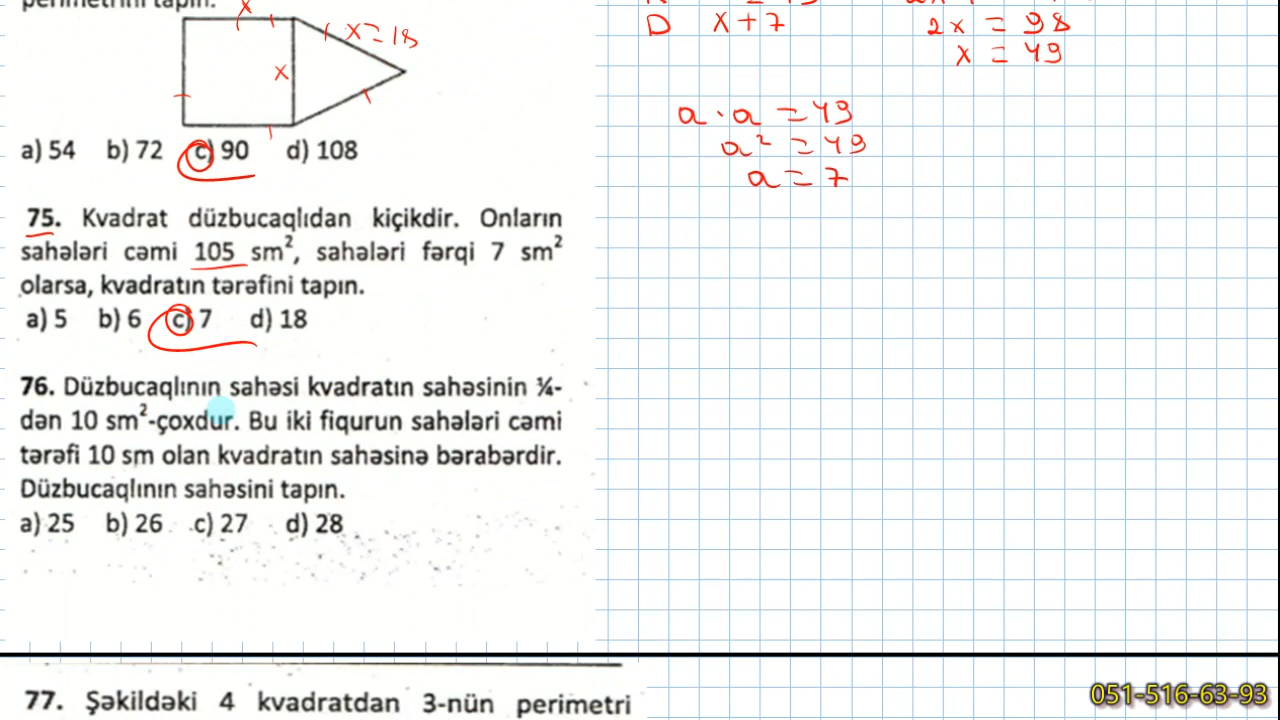 perimetrini tapın.
x
x = 18
x
a) 54 b) 72 c) 90 d) 108
75. Kvadrat düzbucaqlıdan kiçikdir. Onların
sahələri cəmi 105 sm², sahələri fərqi 7 sm²
olarsa, kvadratın tərəfini tapın.
a) 5 b) 6 c) 7 d) 18
76. Düzbucaqlının sahəsi kvadratın sahəsinin ¾-
dən 10 sm²-çoxdur. Bu iki fiqurun sahələri cəmi
tərəfi 10 sm olan kvadratın sahəsinə bərabərdir.
Düzbucaqlının sahəsini tapın.
a) 25 b) 26 c) 27 d) 28
77. Şəkildəki 4 kvadratdan 3-nün perimetri
D x + 7
2x = 98
x = 49
a · a = 49
a² = 49
a = 7
051-516-63-93